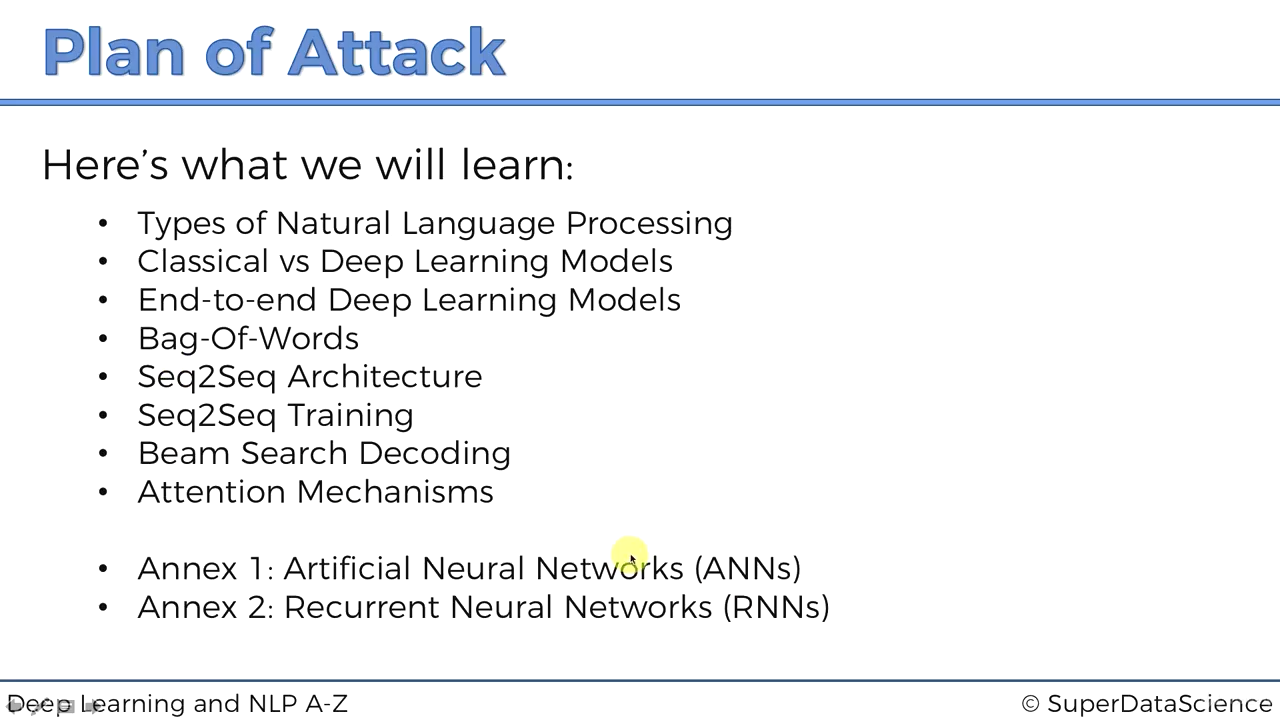 Plan of Attack
Here's what we will learn:
• Types of Natural Language Processing
• Classical vs Deep Learning Models
• End-to-end Deep Learning Models
• Bag-Of-Words
• Seq2Seq Architecture
• Seq2Seq Training
• Beam Search Decoding
• Attention Mechanisms
• Annex 1: Artificial Neural Networks (ANNs)
• Annex 2: Recurrent Neural Networks (RNNs)
Deep Learning and NLP A-Z
© SuperDataScience